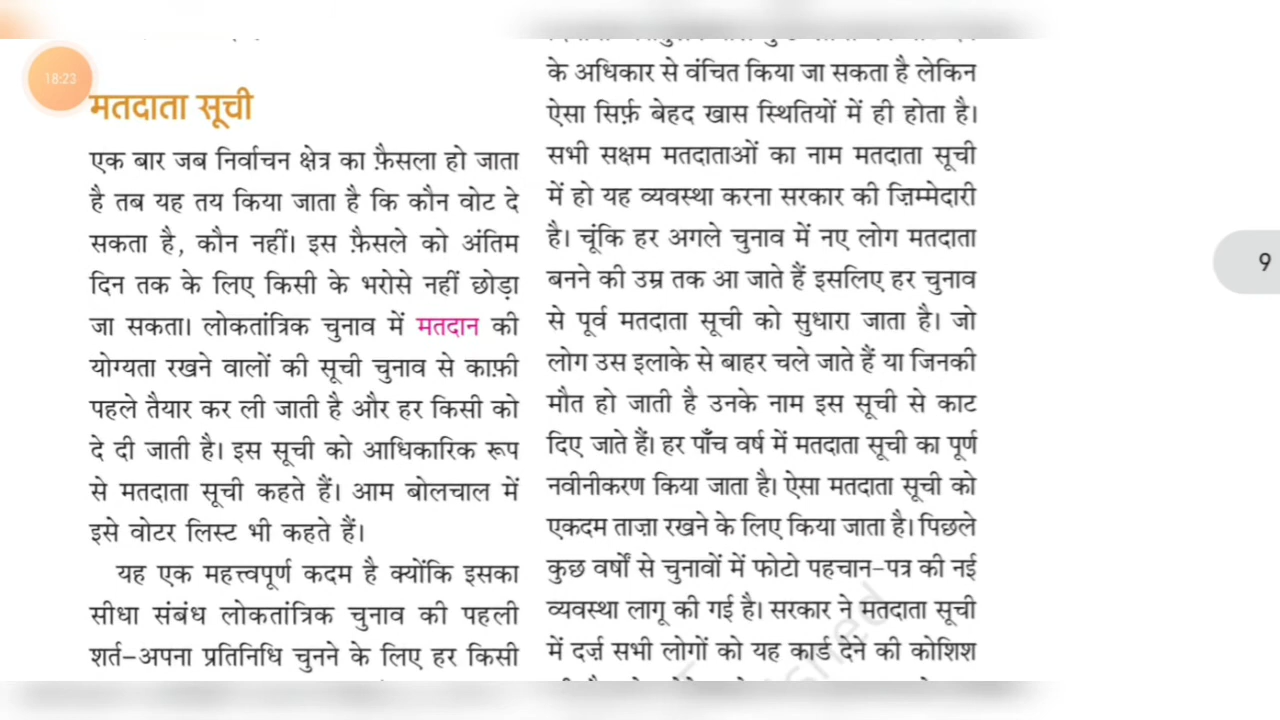 18:23
मतदाता सूची
एक बार जब निर्वाचन क्षेत्र का फ़ैसला हो जाता
है तब यह तय किया जाता है कि कौन वोट दे
सकता है, कौन नहीं। इस फ़ैसले को अंतिम
दिन तक के लिए किसी के भरोसे नहीं छोड़ा
जा सकता। लोकतांत्रिक चुनाव में मतदान की
योग्यता रखने वालों की सूची चुनाव से काफ़ी
पहले तैयार कर ली जाती है और हर किसी को
दे दी जाती है। इस सूची को आधिकारिक रूप
से मतदाता सूची कहते हैं। आम बोलचाल में
इसे वोटर लिस्ट भी कहते हैं।
यह एक महत्त्वपूर्ण कदम है क्योंकि इसका
सीधा संबंध लोकतांत्रिक चुनाव की पहली
शर्त–अपना प्रतिनिधि चुनने के लिए हर किसी
के अधिकार से वंचित किया जा सकता है लेकिन
ऐसा सिर्फ़ बेहद खास स्थितियों में ही होता है।
सभी सक्षम मतदाताओं का नाम मतदाता सूची
में हो यह व्यवस्था करना सरकार की ज़िम्मेदारी
है। चूंकि हर अगले चुनाव में नए लोग मतदाता
बनने की उम्र तक आ जाते हैं इसलिए हर चुनाव
से पूर्व मतदाता सूची को सुधारा जाता है। जो
लोग उस इलाके से बाहर चले जाते हैं या जिनकी
मौत हो जाती है उनके नाम इस सूची से काट
दिए जाते हैं। हर पाँच वर्ष में मतदाता सूची का पूर्ण
नवीनीकरण किया जाता है। ऐसा मतदाता सूची को
एकदम ताज़ा रखने के लिए किया जाता है। पिछले
कुछ वर्षों से चुनावों में फोटो पहचान–पत्र की नई
व्यवस्था लागू की गई है। सरकार ने मतदाता सूची
में दर्ज़ सभी लोगों को यह कार्ड देने की कोशिश
9